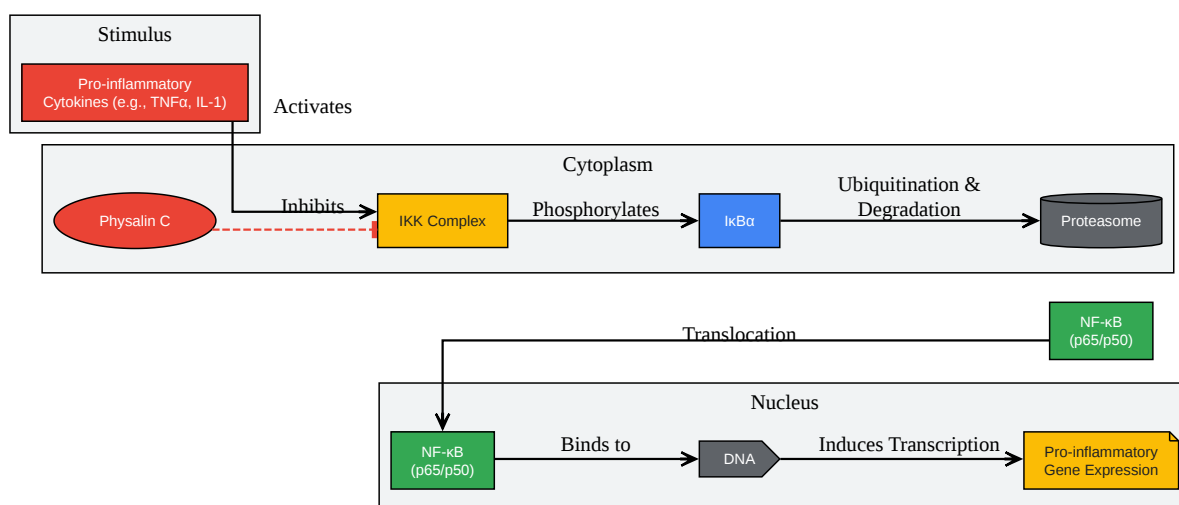 Stimulus
Pro-inflammatory
Cytokines (e.g., TNFα, IL-1)
Activates
Cytoplasm
Physalin C
Inhibits
IKK Complex
Phosphorylates
IκBα
Ubiquitination &
Degradation
Proteasome
NF-κB
(p65/p50)
Translocation
Nucleus
NF-κB
(p65/p50)
Binds to
DNA
Induces Transcription
Pro-inflammatory
Gene Expression